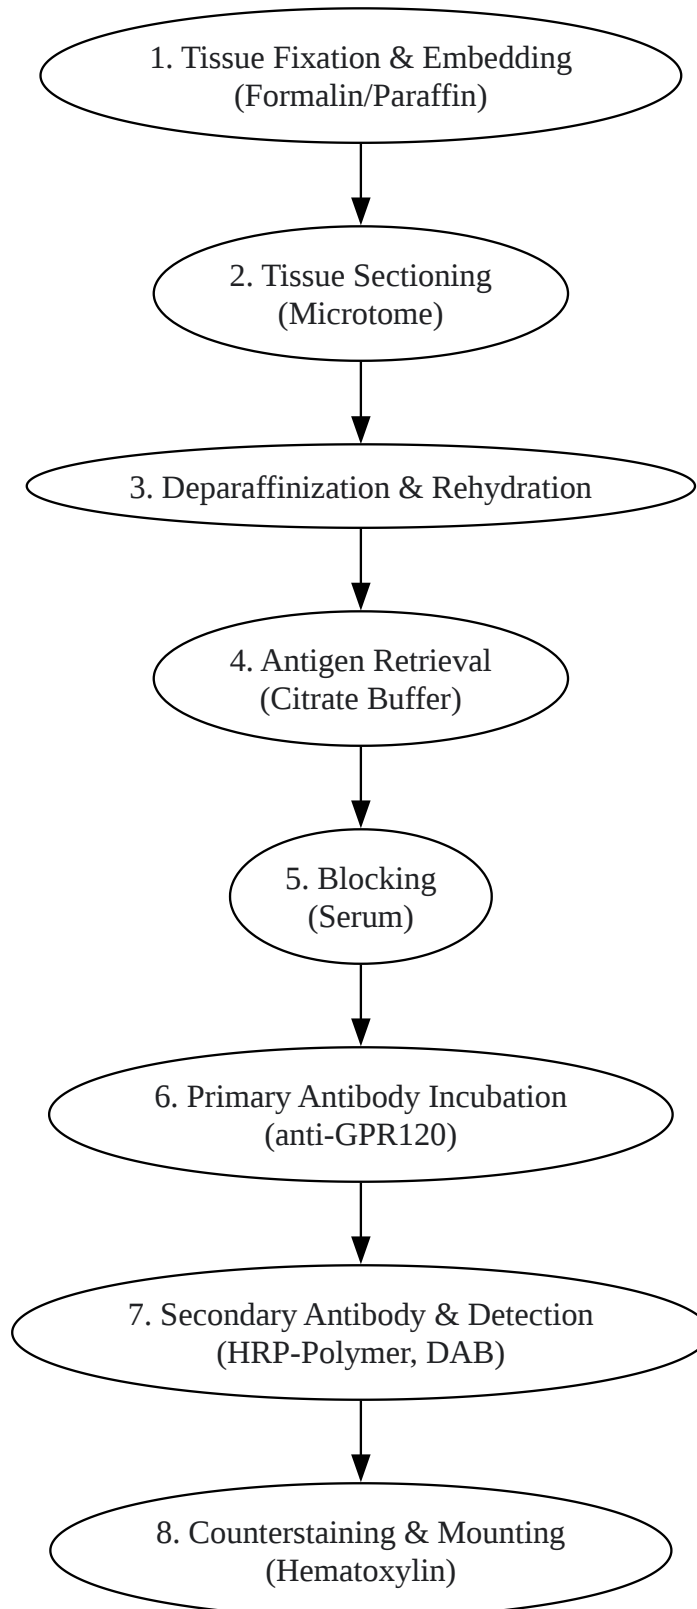 1. Tissue Fixation & Embedding
(Formalin/Paraffin)
2. Tissue Sectioning
(Microtome)
3. Deparaffinization & Rehydration
4. Antigen Retrieval
(Citrate Buffer)
5. Blocking
(Serum)
6. Primary Antibody Incubation
(anti-GPR120)
7. Secondary Antibody & Detection
(HRP-Polymer, DAB)
8. Counterstaining & Mounting
(Hematoxylin)